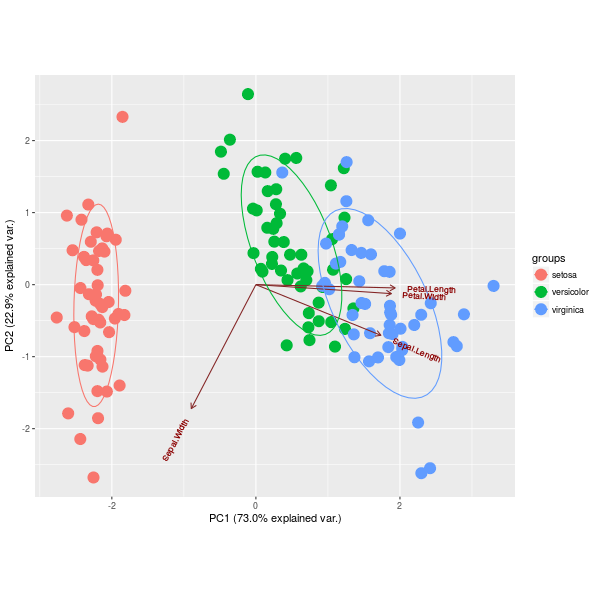 PC2 (22.9% explained var.)
2
1
0
-1
-2
-2
0
2
PC1 (73.0% explained var.)
Petal.Length
Petal.Width
Sepal.Length
Sepal.Width
groups
setosa
versicolor
virginica